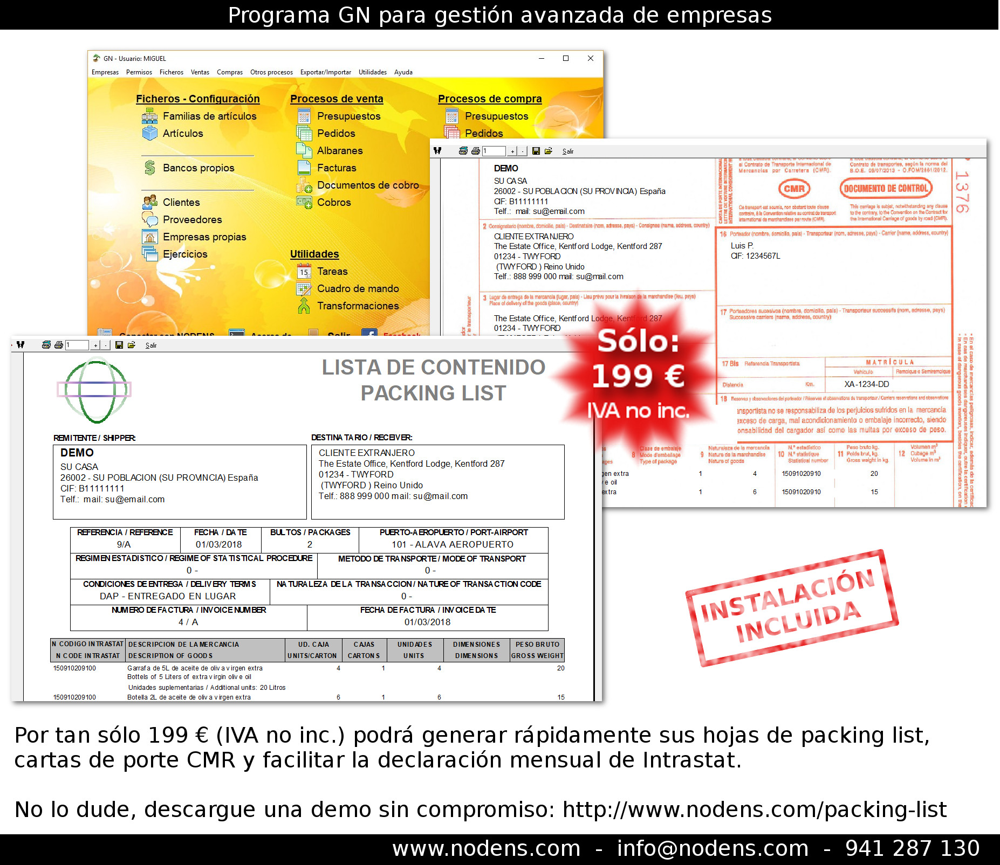 Programa GN para gestión avanzada de empresas
GN - Usuario: MIGUEL
Empresas Permisos Ficheros Ventas Compras Otros procesos Exportar/Importar Utilidades Ayuda
Ficheros - Configuración
Familias de artículos
Artículos
Bancos propios
Clientes
Proveedores
Empresas propias
Ejercicios
Procesos de venta
Presupuestos
Pedidos
Albaranes
Facturas
Documentos de cobro
Cobros
Utilidades
15
Tareas
Cuadro de mando
Transformaciones
Procesos de compra
Presupuestos
Pedidos
Conectar con NODENS Acerca de Salir Facebook
1 + - Salir
DEMO
SU CASA
26002 - SU POBLACION (SU PROVINCIA) España
CIF: B11111111
Telf.: mail: su@email.com
2 Consignatario (nombre, domicilio, país) - Destinataire (nom, adresse, pays) - Consignee (name, address, country)
CLIENTE EXTRANJERO
The Estate Office, Kentford Lodge, Kentford 287
01234 - TWYFORD
(TWYFORD ) Reino Unido
Telf.: 888 999 000 mail: su@mail.com
3 Lugar de entrega de la mercancía (lugar, país) - Lieu prévu pour la livraison de la marchandise (lieu, pays)
Place of delivery of the goods (place, country)
The Estate Office, Kentford Lodge, Kentford 287
01234 - TWYFORD
el Contrato de Transporte Internacional de
Mercancías por Carretera (CMR).
Contrato de transportes, según la norma del
B.O.E. 05/07/2013 - O.FOM/2861/2012.
CMR
DOCUMENTO DE CONTROL
1376
Ce transport est soumis, non obstant toute clause
contraire, á la Convention relative au contrat de transport
international de marchandises par route (CMR).
This carriage is subjet, notwithstanding any clause
to the contrary, to the Convention on the Contract for
the International Carriage of goods by road (CMR).
16 Porteador (nombre, domicilio, país) - Transporteur (nom, adresse, pays) - Carrier (name, address, country)
Luis P.
CIF: 1234567L
17 Porteadores sucesivos (nombre, domicilio, país) - Transporteur successifs (nom, adresse, pays)
Successive carriers (name, address, country)
17 Bis Referencia Transportista
MATRÍCULA
Vehículo Remolque o Semirremolque
Distancia Km.
XA-1234-DD
18 Reservas y observaciones del porteador / Réserves et observations du transporteur / Carriers reservations and observations
ansportista no se responsabiliza de los perjuicios sufridos en la mercancía
exceso de carga, mal acondicionamiento o embalaje incorrecto, siendo
onsabilidad del cargador así como las multas por exceso de peso.
8 Clase de embalaje
Mode d'emballage
Type of package
9 Naturaleza de la mercancía
Nature de la marchandise
Nature of goods
10 N.º estadístico
N.º statistique
Statistical number
11 Peso bruto kg.
Poids brut, kg.
Gross weight in kg.
12 Volumen m³
Cubage m³
Volume in m³
gen extra 1 4 15091020910 20
v e oil
extra 1 6 15091020910 15
Sólo:
199 €
IVA no inc.
1 + - Salir
LISTA DE CONTENIDO
PACKING LIST
REMITENTE / SHIPPER:
DEMO
SU CASA
26002 - SU POBLACION (SU PROVINCIA) España
CIF: B11111111
Telf.: mail: su@email.com
DESTINATARIO / RECEIVER:
CLIENTE EXTRANJERO
The Estate Office, Kentford Lodge, Kentford 287
01234 - TWYFORD
(TWYFORD ) Reino Unido
Telf.: 888 999 000 mail: su@mail.com
REFERENCIA / REFERENCE FECHA / DATE BULTOS / PACKAGES PUERTO-AEROPUERTO / PORT-AIRPORT
9/A 01/03/2018 2 101 - ALAVA AEROPUERTO
REGIMEN ESTADISTICO / REGIME OF STATISTICAL PROCEDURE METODO DE TRANSPORTE / MODE OF TRANSPORT
0 - 0 -
CONDICIONES DE ENTREGA / DELIVERY TERMS NATURALEZA DE LA TRANSACCION / NATURE OF TRANSACTION CODE
DAP - ENTREGADO EN LUGAR 0 -
NUMERO DE FACTURA / INVOICE NUMBER FECHA DE FACTURA / INVOICE DATE
4 / A 01/03/2018
N CODIGO INTRASTAT DESCRIPCION DE LA MERCANCIA UD. CAJA CAJAS UNIDADES DIMENSIONES PESO BRUTO
N CODE INTRASTAT DESCRIPTION OF GOODS UNITS/CARTON CARTONS UNITS DIMENSIONS GROSS WEIGHT
150910209100 Garrafa de 5L de aceite de oliva virgen extra 4 1 4 20
Bottels of 5 Liters of extra virgin olive oil
Unidades suplementarias / Additional units: 20 Litros
150910209100 Botella 2L de aceite de oliva virgen extra 6 1 6 15
INSTALACIÓN
INCLUIDA
Por tan sólo 199 € (IVA no inc.) podrá generar rápidamente sus hojas de packing list,
cartas de porte CMR y facilitar la declaración mensual de Intrastat.
No lo dude, descargue una demo sin compromiso: http://www.nodens.com/packing-list
www.nodens.com - info@nodens.com - 941 287 130